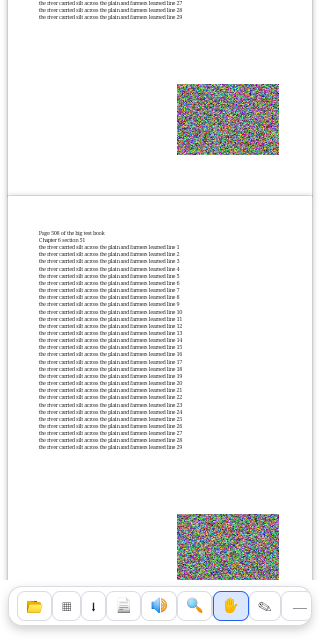 the river carried silt across the plain and farmers learned line 27
the river carried silt across the plain and farmers learned line 28
the river carried silt across the plain and farmers learned line 29
Page 508 of the big test book
Chapter 6 section 51
the river carried silt across the plain and farmers learned line 1
the river carried silt across the plain and farmers learned line 2
the river carried silt across the plain and farmers learned line 3
the river carried silt across the plain and farmers learned line 4
the river carried silt across the plain and farmers learned line 5
the river carried silt across the plain and farmers learned line 6
the river carried silt across the plain and farmers learned line 7
the river carried silt across the plain and farmers learned line 8
the river carried silt across the plain and farmers learned line 9
the river carried silt across the plain and farmers learned line 10
the river carried silt across the plain and farmers learned line 11
the river carried silt across the plain and farmers learned line 12
the river carried silt across the plain and farmers learned line 13
the river carried silt across the plain and farmers learned line 14
the river carried silt across the plain and farmers learned line 15
the river carried silt across the plain and farmers learned line 16
the river carried silt across the plain and farmers learned line 17
the river carried silt across the plain and farmers learned line 18
the river carried silt across the plain and farmers learned line 19
the river carried silt across the plain and farmers learned line 20
the river carried silt across the plain and farmers learned line 21
the river carried silt across the plain and farmers learned line 22
the river carried silt across the plain and farmers learned line 23
the river carried silt across the plain and farmers learned line 24
the river carried silt across the plain and farmers learned line 25
the river carried silt across the plain and farmers learned line 26
the river carried silt across the plain and farmers learned line 27
the river carried silt across the plain and farmers learned line 28
the river carried silt across the plain and farmers learned line 29